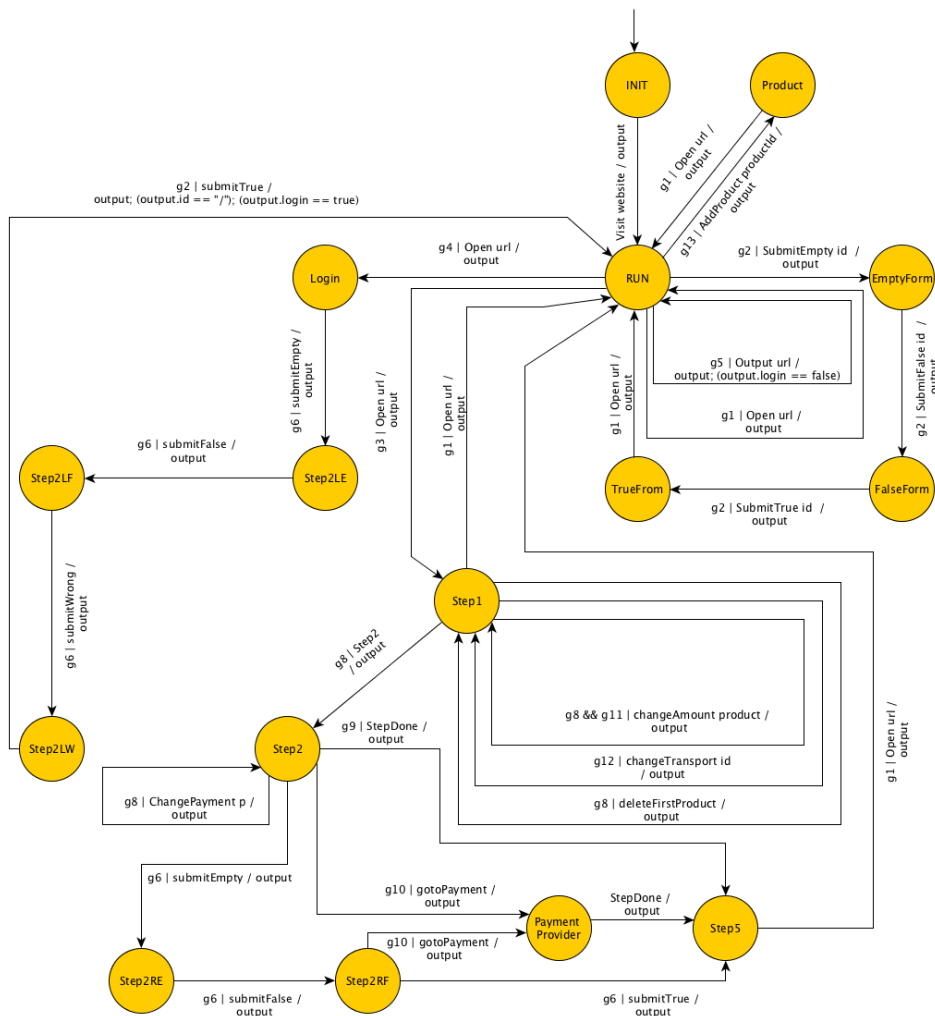 INIT
Product
Visit website / output
g1 | Open url /
output
g13 | AddProduct productId /
output
g2 | submitTrue /
output; (output.id == "/"); (output.login == true)
g4 | Open url /
output
g2 | SubmitEmpty id /
output
Login
RUN
EmptyForm
g6 | submitEmpty /
output
g3 | Open url /
output
g1 | Open url /
output
g1 | Open url /
output
g5 | Output url /
output; (output.login == false)
g1 | Open url /
output
g2 | SubmitFalse id /
output
g6 | submitFalse /
output
Step2LF
Step2LE
TrueFrom
FalseForm
g2 | SubmitTrue id /
output
g6 | submitWrong /
output
Step1
g8 | Step2
/ output
g8 && g11 | changeAmount product /
output
g12 | changeTransport id
/ output
g8 | deleteFirstProduct /
output
g1 | Open url /
output
Step2LW
Step2
g9 | StepDone /
output
g8 | ChangePayment p /
output
g6 | submitEmpty / output
g10 | gotoPayment /
output
StepDone /
output
Payment
Provider
Step5
g10 | gotoPayment /
output
Step2RE
Step2RF
g6 | submitFalse /
output
g6 | submitTrue /
output